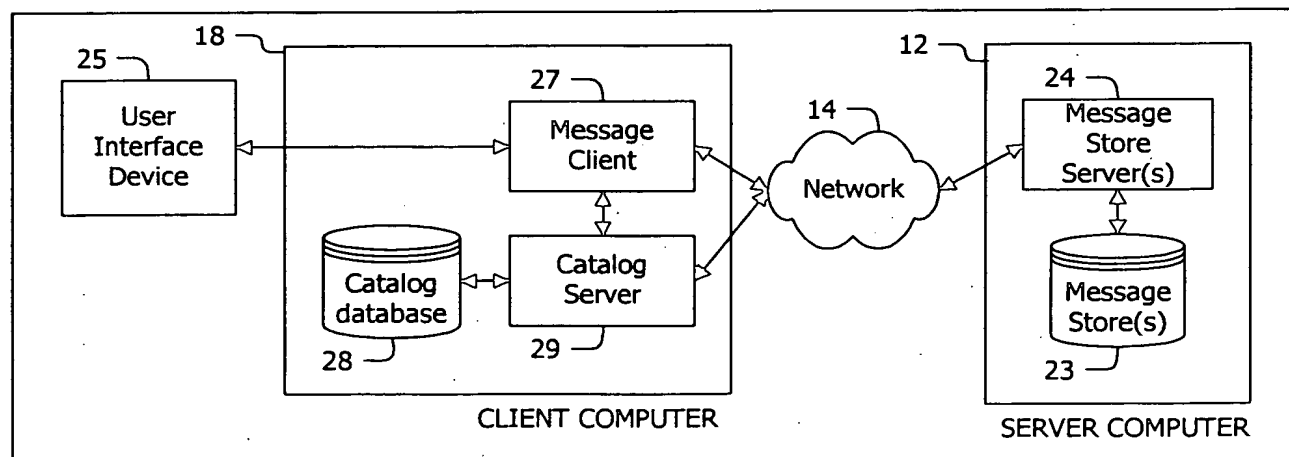 18
12
25
User
Interface
Device
27
Message
Client
14
Network
24
Message
Store
Server(s)
Catalog
database
28
Catalog
Server
29
Message
Store(s)
23
CLIENT COMPUTER
SERVER COMPUTER